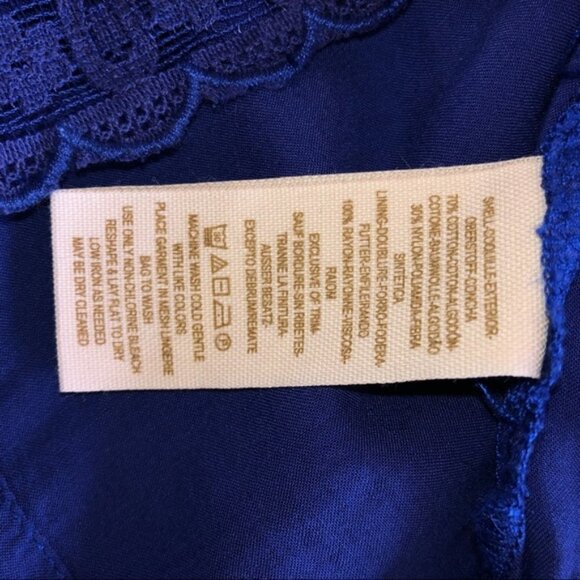 SHELL-COQUILLE-EXTERIOR-
OBERSTOFF-CONCHA
70% COTTON-COTON-ALGODÓN-
COTONE-BAUMWOLLE-ALGODÃO
30% NYLON-POLIAMIDA-FIBRA
SINTETICA
LINING-DOUBLURE-FORRO-FODERA-
FUTTER-ENFILERADO
100% RAYON-RAYONNE-VISCOSA-
RAION
EXCLUSIVE OF TRIM-
SAUF BORDURE-SIN RIBETES-
TRANNE LA FINITURA-
AUSSER BESATZ-
EXCEPTO DEBRUMREMATE
MACHINE WASH COLD GENTLE
WITH LIKE COLORS
PLACE GARMENT IN MESH LINGERIE
BAG TO WASH
USE ONLY NON-CHLORINE BLEACH
RESHAPE & LAY FLAT TO DRY
LOW IRON AS NEEDED
MAY BE DRY CLEANED